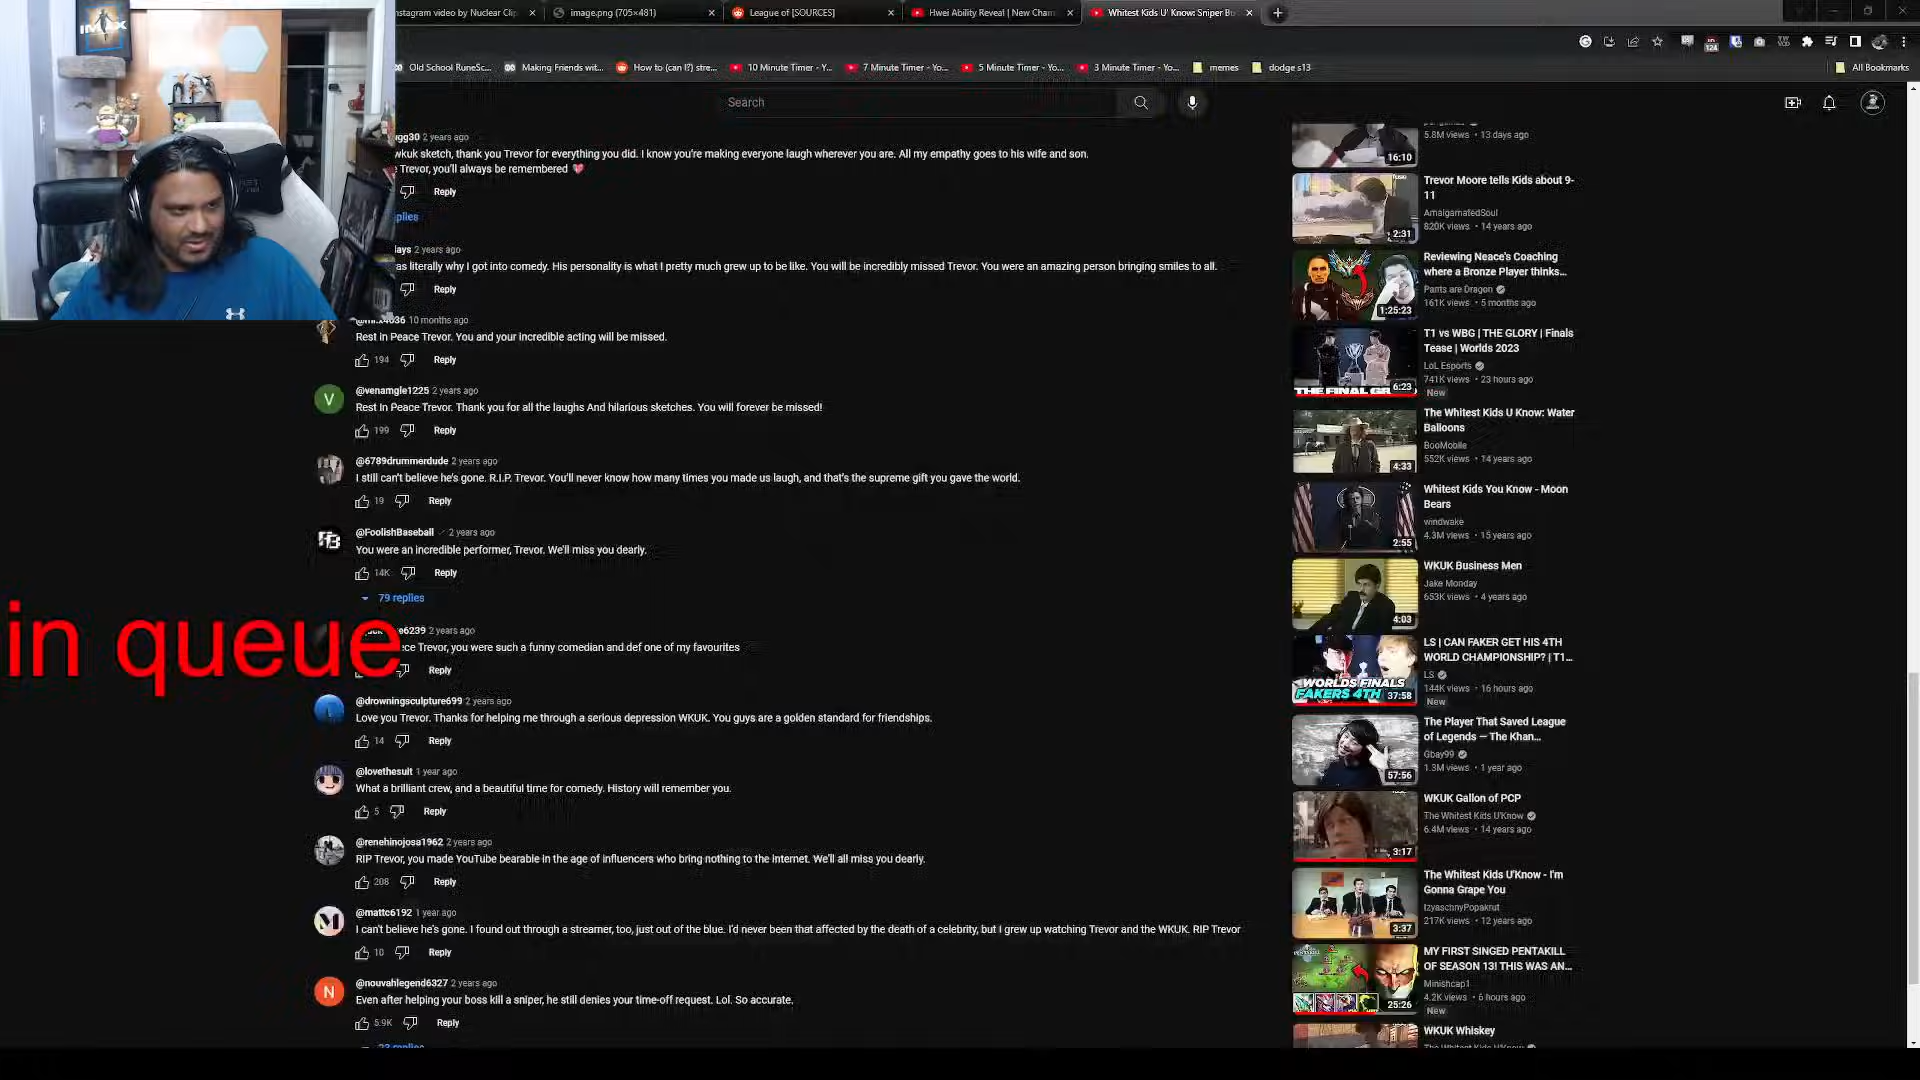 IMAX
nstagram video by Nuclear Cli
image.png (705×481)
League of [SOURCES]
Hwei Ability Reveal | New Cham
Whitest Kids U' Know: Sniper Bu
Old School RuneSc...
Making Friends wit...
How to (can I?) stre...
10 Minute Timer - Y...
7 Minute Timer - Yo...
5 Minute Timer - Yo...
3 Minute Timer - Yo...
memes
dodge s13
All Bookmarks
Search
gg30 2 years ago
wkuk sketch, thank you Trevor for everything you did. I know you're making everyone laugh wherever you are. All my empathy goes to his wife and son.
Trevor, you'll always be remembered 💔
Reply
plies
lays 2 years ago
as literally why I got into comedy. His personality is what I pretty much grew up to be like. You will be incredibly missed Trevor. You were an amazing person bringing smiles to all.
Reply
10 months ago
Rest in Peace Trevor. You and your incredible acting will be missed.
194 Reply
V
@venamgle1225 2 years ago
Rest In Peace Trevor. Thank you for all the laughs And hilarious sketches. You will forever be missed!
199 Reply
@6789drummerdude 2 years ago
I still can't believe he's gone. R.I.P. Trevor. You'll never know how many times you made us laugh, and that's the supreme gift you gave the world.
19 Reply
@FoolishBaseball 2 years ago
You were an incredible performer, Trevor. We'll miss you dearly.
14K Reply
79 replies
in queue
e6239 2 years ago
ece Trevor, you were such a funny comedian and def one of my favourites
Reply
@drowningsculpture699 2 years ago
Love you Trevor. Thanks for helping me through a serious depression WKUK. You guys are a golden standard for friendships.
14 Reply
@lovethesuit 1 year ago
What a brilliant crew, and a beautiful time for comedy. History will remember you.
5 Reply
@renehinojosa1962 2 years ago
RIP Trevor, you made YouTube bearable in the age of influencers who bring nothing to the internet. We'll all miss you dearly.
208 Reply
@mattc6192 1 year ago
I can't believe he's gone. I found out through a streamer, too, just out of the blue. I'd never been that affected by the death of a celebrity, but I grew up watching Trevor and the WKUK. RIP Trevor
10 Reply
N
@nouvahlegend6327 2 years ago
Even after helping your boss kill a sniper, he still denies your time-off request. Lol. So accurate.
5.9K Reply
23 replies
5.8M views • 13 days ago
16:10
Trevor Moore tells Kids about 9-
11
AmalgamatedSoul
820K views • 14 years ago
2:31
Reviewing Neace's Coaching
where a Bronze Player thinks...
Pants are Dragon
161K views • 5 months ago
1:25:23
T1 vs WBG | THE GLORY | Finals
Tease | Worlds 2023
LoL Esports
741K views • 23 hours ago
New
6:23
The Whitest Kids U Know: Water
Balloons
BooMobile
552K views • 14 years ago
4:33
Whitest Kids You Know - Moon
Bears
windwake
4.3M views • 15 years ago
2:55
WKUK Business Men
Jake Monday
653K views • 4 years ago
4:03
LS | CAN FAKER GET HIS 4TH
WORLD CHAMPIONSHIP? | T1...
LS
144K views • 16 hours ago
New
WORLDS FINALS
FAKERS 4TH
37:58
The Player That Saved League
of Legends — The Khan...
Gbay99
1.3M views • 1 year ago
57:56
WKUK Gallon of PCP
The Whitest Kids U'Know
6.4M views • 14 years ago
3:17
The Whitest Kids U'Know - I'm
Gonna Grape You
IzyaschnyPopakrut
217K views • 12 years ago
3:37
MY FIRST SINGED PENTAKILL
OF SEASON 13! THIS WAS AN...
Minishcap1
4.2K views • 6 hours ago
New
25:26
WKUK Whiskey
The Whitest Kids U'Know